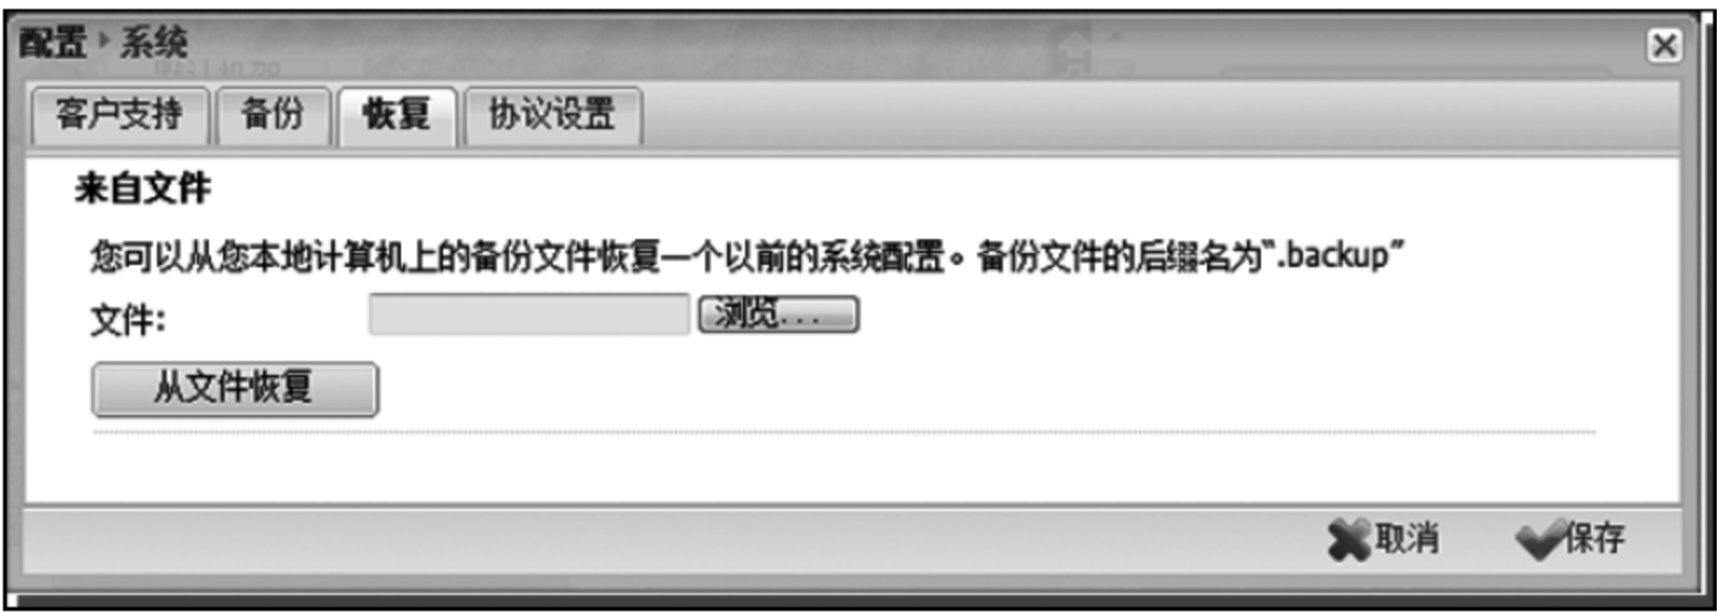 配置 系统
客户支持 备份 恢复 协议设置
来自文件
您可以从您本地计算机上的备份文件恢复一个以前的系统配置。备份文件的后缀名为“.backup”
文件: 浏览...
从文件恢复
取消 保存